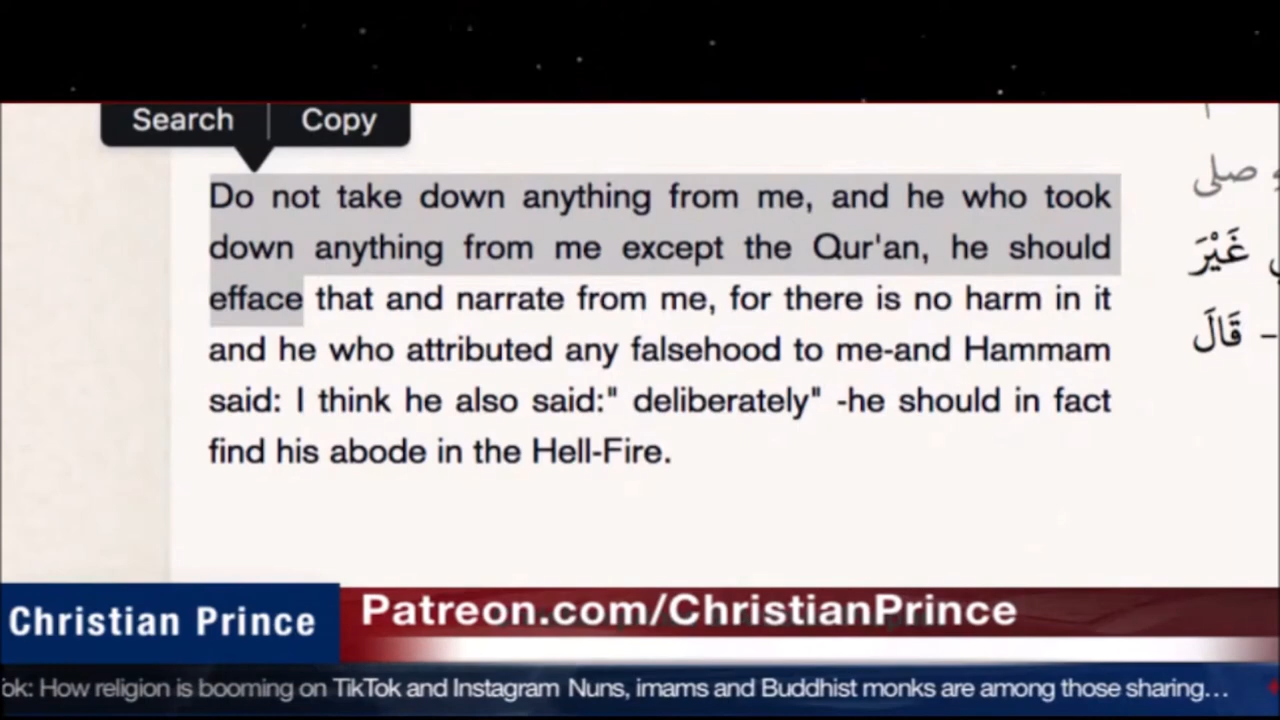 Search Copy
Do not take down anything from me, and he who took
down anything from me except the Qur'an, he should
efface that and narrate from me, for there is no harm in it
and he who attributed any falsehood to me-and Hammam
said: I think he also said:" deliberately" -he should in fact
find his abode in the Hell-Fire.
صلى
غَيْرَ
- قَالَ
Christian Prince
Patreon.com/ChristianPrince
ok: How religion is booming on TikTok and Instagram Nuns, imams and Buddhist monks are among those sharing...